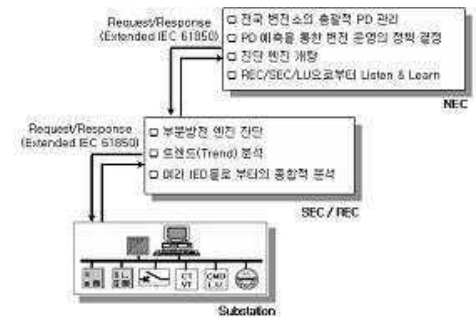 Request/Response
(Extended IEC 61850)
전국 변전소의 총괄적 PD 관리
PD 예측을 통한 변전 운영의 정책 결정
진단 엔진 개량
REC/SEC/LU으로부터 Listen & Learn
NEC
Request/Response
(Extended IEC 61850)
부분방전 엔진 진단
트렌드(Trend) 분석
여러 IED들로 부터의 종합적 분석
SEC / REC
CT
VT
CMD
L.U.
Substation